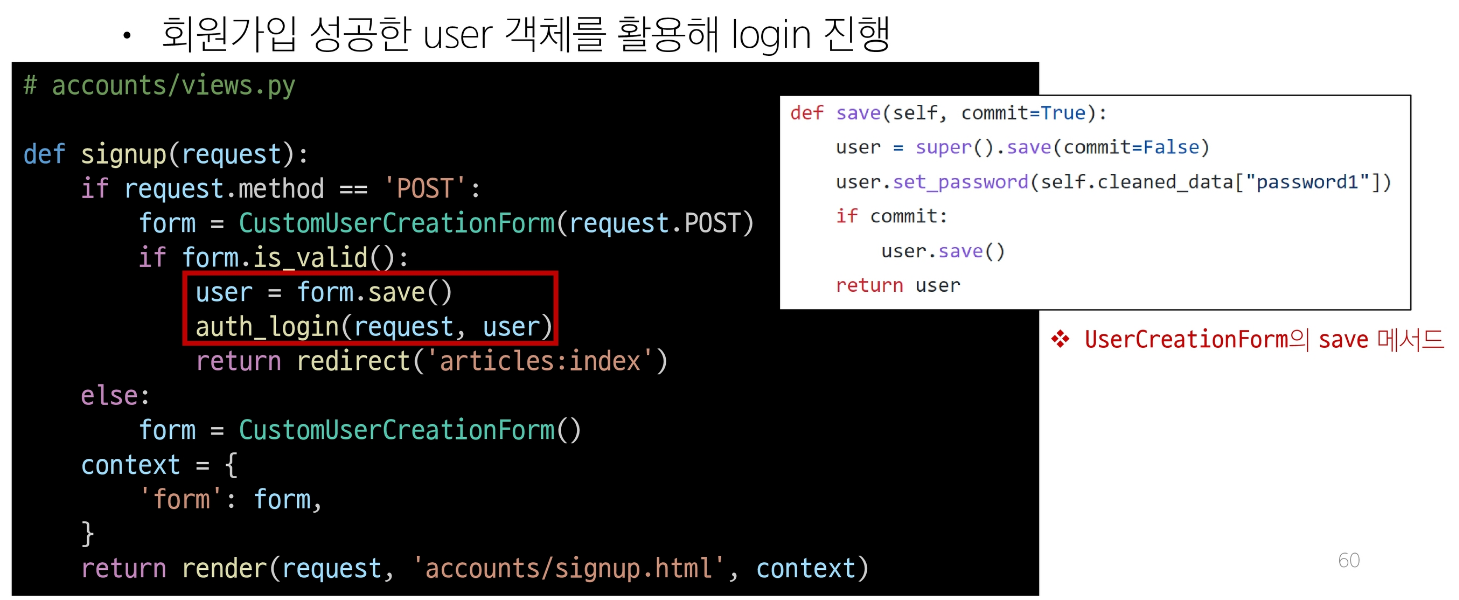 • 회원가입 성공한 user 객체를 활용해 login 진행
# accounts/views.py
def signup(request):
    if request.method == 'POST':
        form = CustomUserCreationForm(request.POST)
        if form.is_valid():
            user = form.save()
            auth_login(request, user)
            return redirect('articles:index')
    else:
        form = CustomUserCreationForm()
    context = {
        'form': form,
    }
    return render(request, 'accounts/signup.html', context)
def save(self, commit=True):
    user = super().save(commit=False)
    user.set_password(self.cleaned_data["password1"])
    if commit:
        user.save()
    return user
❖ UserCreationForm의 save 메서드
60